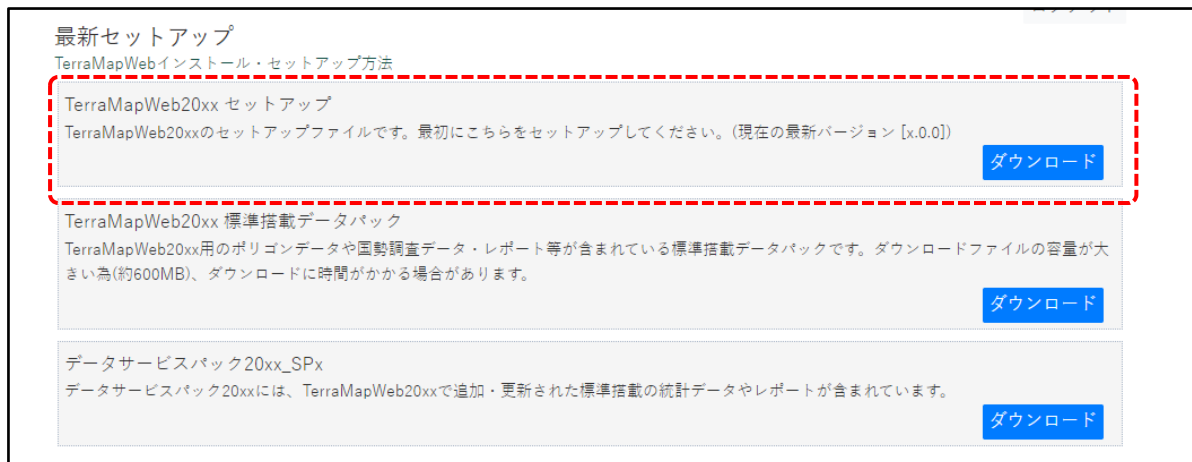 最新セットアップ
TerraMapWebインストール・セットアップ方法
TerraMapWeb20xx セットアップ
TerraMapWeb20xxのセットアップファイルです。最初にこちらをセットアップしてください。(現在の最新バージョン [x.0.0])
ダウンロード
TerraMapWeb20xx 標準搭載データパック
TerraMapWeb20xx用のポリゴンデータや国勢調査データ・レポート等が含まれている標準搭載データパックです。ダウンロードファイルの容量が大
きい為(約600MB)、ダウンロードに時間がかかる場合があります。
ダウンロード
データサービスパック20xx_SPx
データサービスパック20xxには、TerraMapWeb20xxで追加・更新された標準搭載の統計データやレポートが含まれています。
ダウンロード